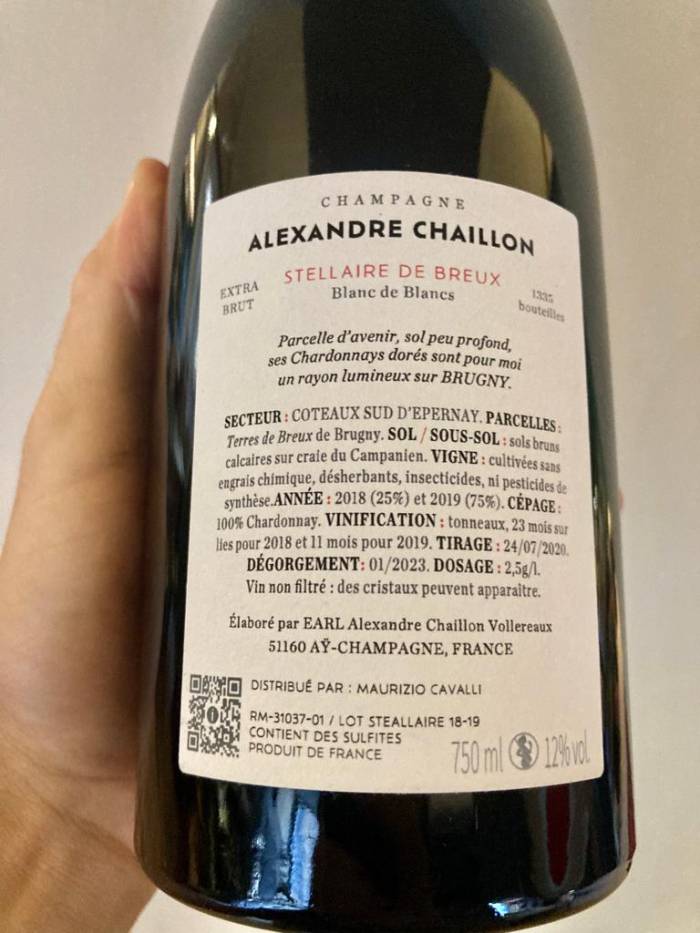 CHAMPAGNE
ALEXANDRE CHAILLON
STELLAIRE DE BREUX
EXTRA
BRUT
Blanc de Blancs
1335
bouteilles
Parcelle d'avenir, sol peu profond,
ses Chardonnays dorés sont pour moi
un rayon lumineux sur BRUGNY.
SECTEUR : COTEAUX SUD D'EPERNAY. PARCELLES :
Terres de Breux de Brugny. SOL / SOUS-SOL : sols bruns
calcaires sur craie du Campanien. VIGNE : cultivées sans
engrais chimique, désherbants, insecticides, ni pesticides de
synthèse.ANNÉE : 2018 (25%) et 2019 (75%). CÉPAGE :
100% Chardonnay. VINIFICATION : tonneaux, 23 mois sur
lies pour 2018 et 11 mois pour 2019. TIRAGE : 24/07/2020.
DÉGORGEMENT: 01/2023. DOSAGE : 2,5g/l.
Vin non filtré : des cristaux peuvent apparaître.
Élaboré par EARL Alexandre Chaillon Vollereaux
51160 AŸ-CHAMPAGNE, FRANCE
DISTRIBUÉ PAR : MAURIZIO CAVALLI
RM-31037-01 / LOT STEALLAIRE 18-19
CONTIENT DES SULFITES
PRODUIT DE FRANCE
750 ml 12% vol.